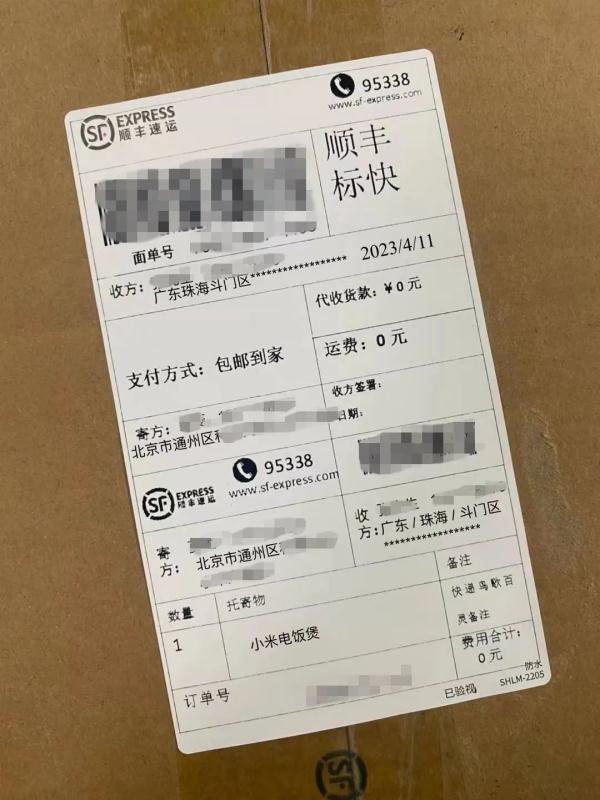 SF EXPRESS
顺丰速运
95338
www.sf-express.com
顺丰
标快
面单号
收方：
广东珠海斗门区******************
2023/4/11
代收货款：￥0 元
支付方式：包邮到家
运费：0 元
收方签署：
日期：
寄方：
北京市通州区
SF EXPRESS
顺丰速运
95338
www.sf-express.com
寄方：
北京市通州区
收方：
广东 / 珠海 / 斗门区
******************
数量
托寄物
备注
1
小米电饭煲
快递鸟歌百
灵备注
费用合计：
0 元
订单号
已验视
防水
SHLM-2205
SF